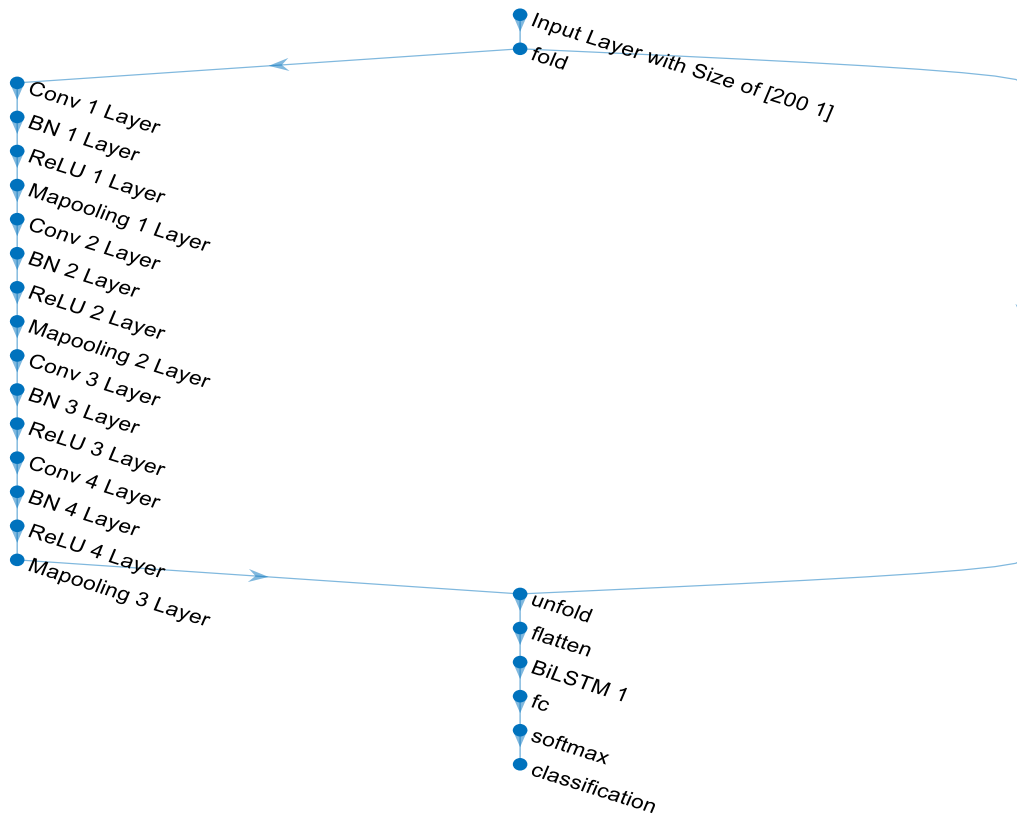 Input Layer with Size of [200 1]
fold
Conv 1 Layer
BN 1 Layer
ReLU 1 Layer
Mapooling 1 Layer
Conv 2 Layer
BN 2 Layer
ReLU 2 Layer
Mapooling 2 Layer
Conv 3 Layer
BN 3 Layer
ReLU 3 Layer
Conv 4 Layer
BN 4 Layer
ReLU 4 Layer
Mapooling 3 Layer
unfold
flatten
BiLSTM 1
fc
softmax
classification